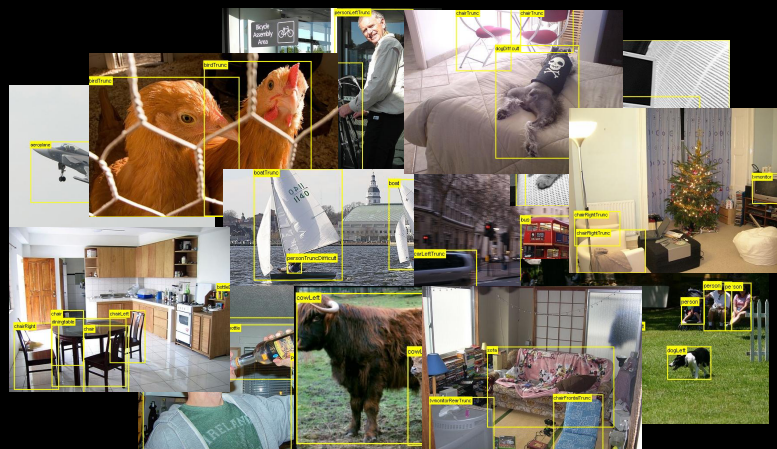 Bicycle
Assembly
Area
personLeftTrunc
chairTrunc
chairTrunc
dogDifficult
birdTrunc
birdTrunc
aeroplane
boatTrunc
1140
boat
personTruncDifficult
carLeftTrunc
bus
chairRightTrunc
chairRightTrunc
tvmonitor
chairRight
chair
diningtable
chair
chairLeft
bottle
cowLeft
IRELAND
sofa
tvmonitorRearTrunc
chairFrontalTrunc
person
person
person
dogLeft